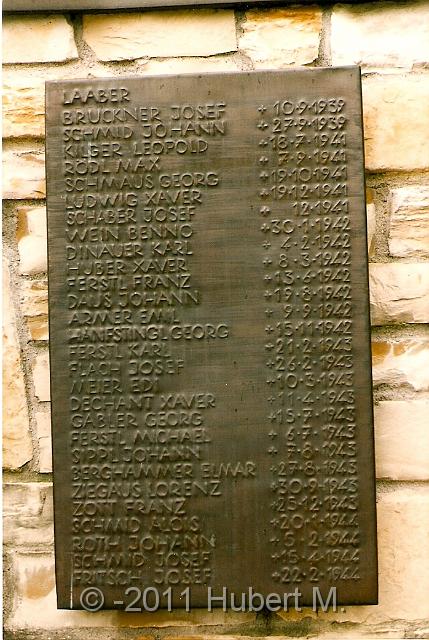 LAABER
BRUCKNER JOSEF +10·9·1939
SCHMID JOHANN +27·9·1939
KILGER LEOPOLD +18·7·1941
RÖDL MAX + 7·9·1941
SCHMAUS GEORG +19·10·1941
LUDWIG XAVER +19·12·1941
SCHABER JOSEF + 12·1941
WEIN BENNO +30·1·1942
DINAUER KARL + 4·2·1942
HUBER XAVER + 8·3·1942
FERSTL FRANZ +13·6·1942
DAUS JOHANN +19·8·1942
ARMER EMIL + 9·9·1942
HANFSTINGL GEORG +15·11·1942
FERSTL KARL +21·2·1943
FLACH JOSEF +26·2·1943
MEIER EDI +10·3·1943
DECHANT XAVER +11·4·1943
GABLER GEORG +15·7·1943
FERSTL MICHAEL + 6·7·1943
SIPPL JOHANN + 7·8·1943
BERGHAMMER ELMAR +27·8·1943
ZIEGAUS LORENZ +30·9·1943
ZOTT FRANZ +25·12·1943
SCHMID ALOIS +20·1·1944
ROTH JOHANN + 5·2·1944
SCHMID JOSEF +15·4·1944
FRITSCH JOSEF +22·2·1944
© -2011 Hubert M.